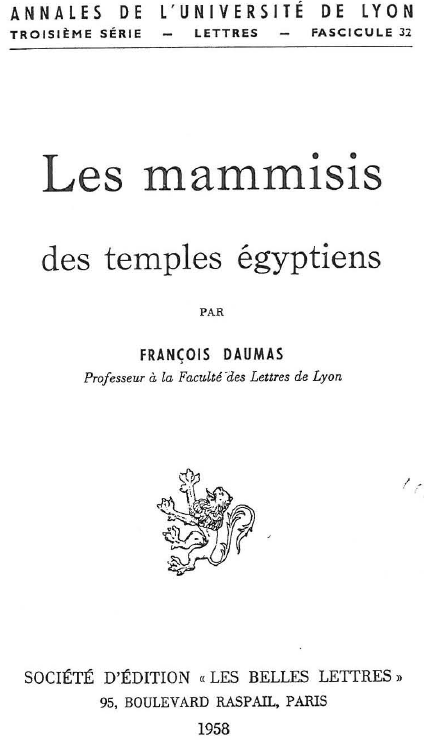 ANNALES DE L'UNIVERSITÉ DE LYON
TROISIÈME SÉRIE — LETTRES — FASCICULE 32
Les mammisis
des temples égyptiens
PAR
FRANÇOIS DAUMAS
Professeur à la Faculté des Lettres de Lyon
SOCIÉTÉ D'ÉDITION « LES BELLES LETTRES »
95, BOULEVARD RASPAIL, PARIS
1958